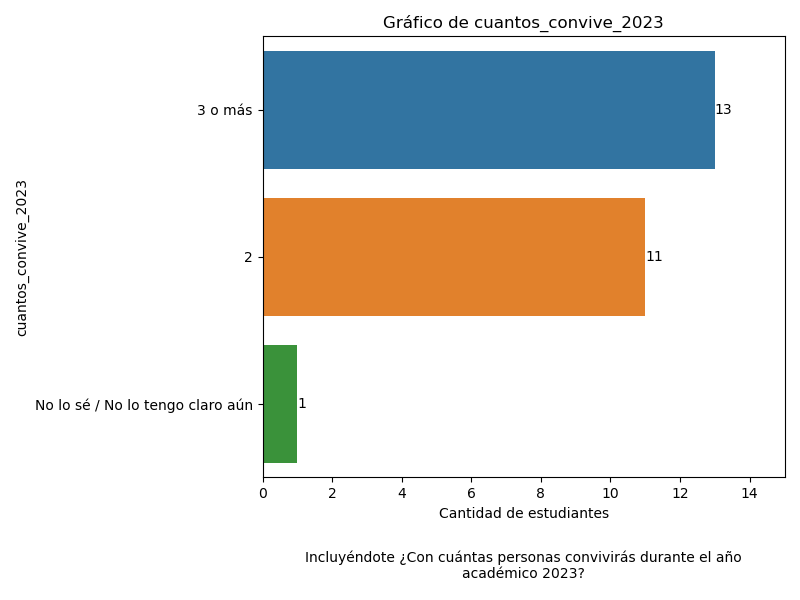 Gráfico de cuantos_convive_2023
cuantos_convive_2023
3 o más
13
2
11
No lo sé / No lo tengo claro aún
1
0 2 4 6 8 10 12 14
Cantidad de estudiantes
Incluyéndote ¿Con cuántas personas convivirás durante el año
académico 2023?